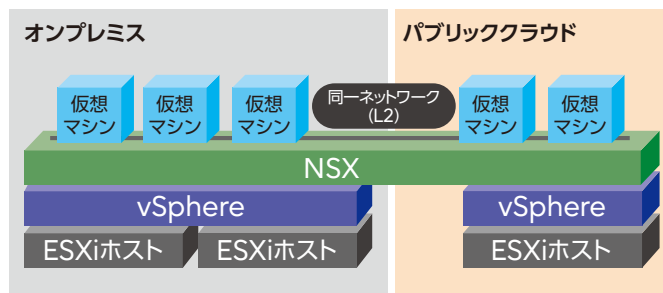 オンプレミス
パブリッククラウド
仮想
マシン
仮想
マシン
仮想
マシン
同一ネットワーク
(L2)
仮想
マシン
仮想
マシン
NSX
vSphere
vSphere
ESXiホスト
ESXiホスト
ESXiホスト